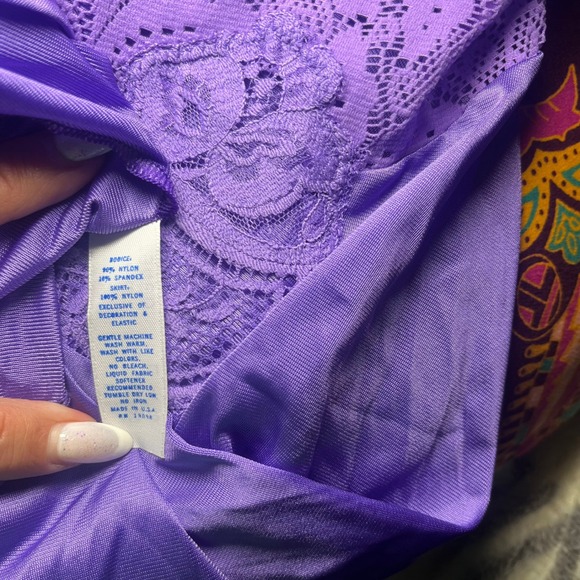 BODICE:
90% NYLON
10% SPANDEX
SKIRT:
100% NYLON
EXCLUSIVE OF
DECORATION &
ELASTIC
GENTLE MACHINE
WASH WARM.
WASH WITH LIKE
COLORS.
NO BLEACH.
LIQUID FABRIC
SOFTENER
RECOMMENDED
TUMBLE DRY LOW
NO IRON.
MADE IN U.S.A
RN